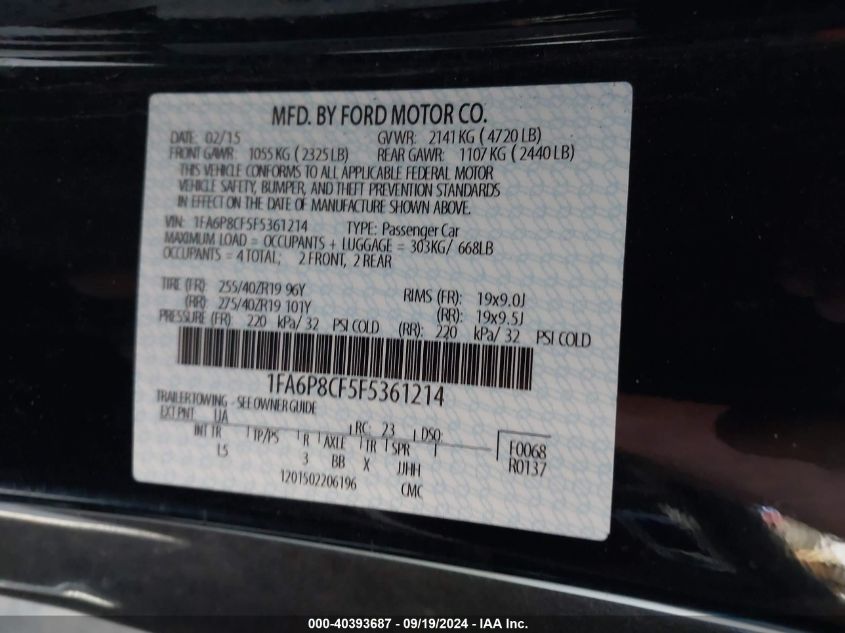 MFD. BY FORD MOTOR CO.
DATE: 02/15 GVWR: 2141 KG ( 4720 LB)
FRONT GAWR: 1055 KG ( 2325 LB) REAR GAWR: 1107 KG ( 2440 LB)
THIS VEHICLE CONFORMS TO ALL APPLICABLE FEDERAL MOTOR
VEHICLE SAFETY, BUMPER, AND THEFT PREVENTION STANDARDS
IN EFFECT ON THE DATE OF MANUFACTURE SHOWN ABOVE.
VIN: 1FA6P8CF5F5361214 TYPE: Passenger Car
MAXIMUM LOAD = OCCUPANTS + LUGGAGE = 303KG/ 668LB
OCCUPANTS = 4 TOTAL; 2 FRONT, 2 REAR
TIRE (FR): 255/40ZR19 96Y RIMS (FR): 19x9.0J
(RR): 275/40ZR19 101Y (RR): 19x9.5J
PRESSURE (FR): 220 kPa/ 32 PSI COLD (RR): 220 kPa/ 32 PSI COLD
1FA6P8CF5F5361214
TRAILER TOWING - SEE OWNER GUIDE
EXT PNT: UA RC: 23 DSO: F0068
INT TR TP/PS R AXLE TR SPR R0137
L5 3 BB X JJHH
1201502206196 CMC
000-40393687 - 09/19/2024 - IAA Inc.